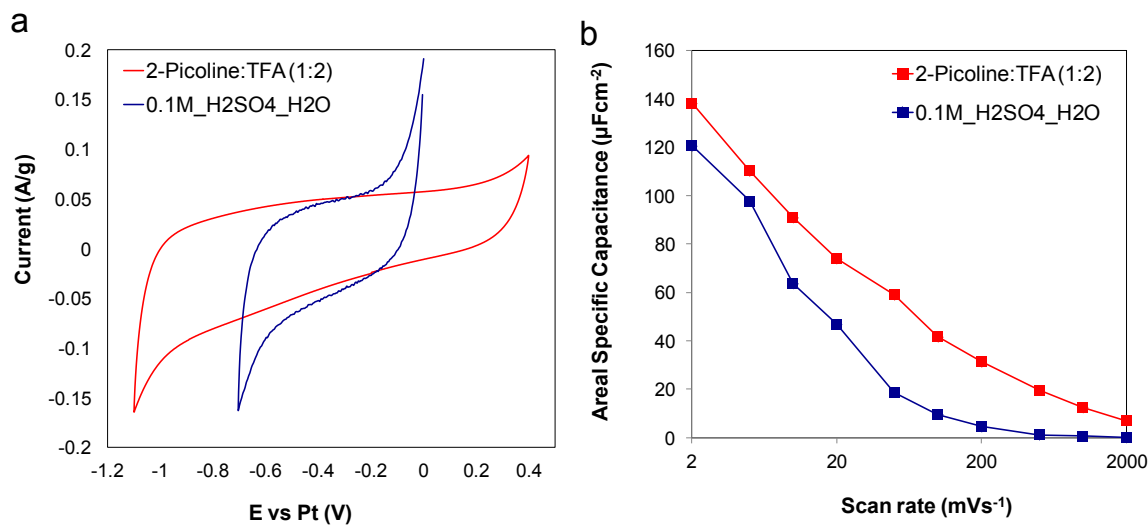 a
0.2
0.15
0.1
0.05
0
-0.05
-0.1
-0.15
-0.2
Current (A/g)
2-Picoline:TFA (1:2)
0.1M_H2SO4_H2O
-1.2 -1 -0.8 -0.6 -0.4 -0.2 0 0.2 0.4
E vs Pt (V)
b
160
140
120
100
80
60
40
20
0
Areal Specific Capacitance (µFcm⁻²)
2-Picoline:TFA (1:2)
0.1M_H2SO4_H2O
2 20 200 2000
Scan rate (mVs⁻¹)